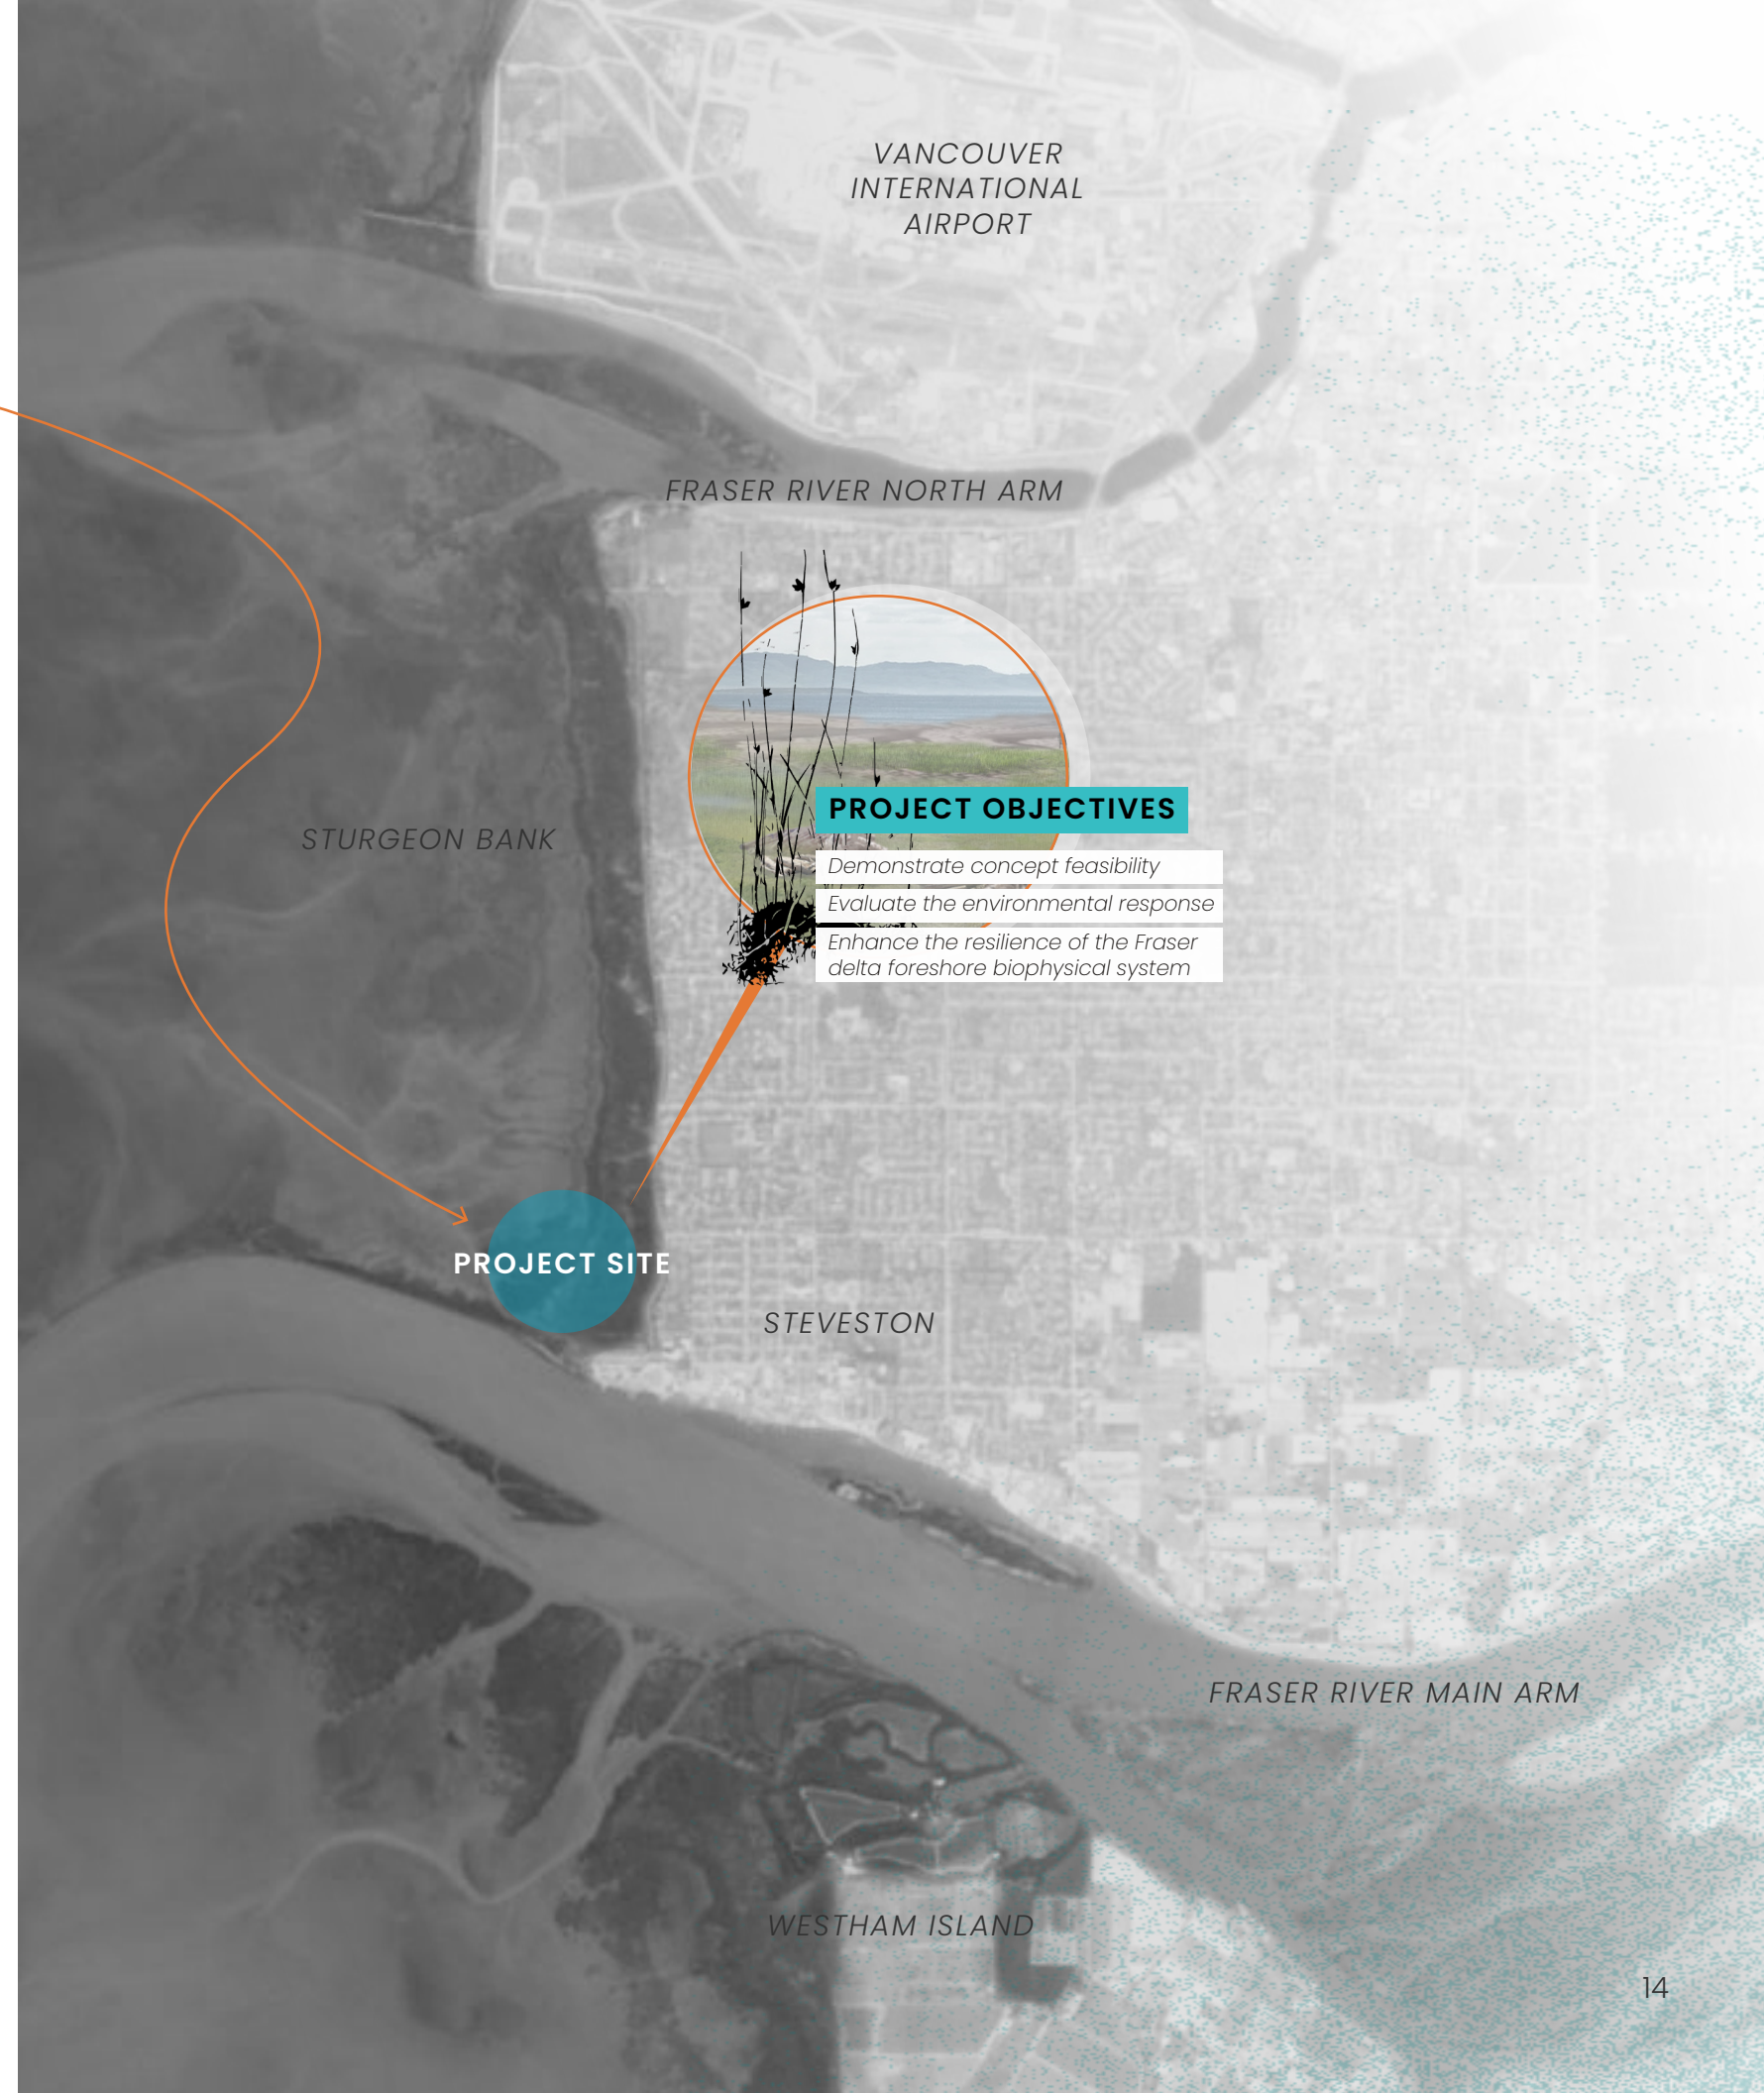 VANCOUVER
INTERNATIONAL
AIRPORT
FRASER RIVER NORTH ARM
STURGEON BANK
PROJECT OBJECTIVES
Demonstrate concept feasibility
Evaluate the environmental response
Enhance the resilience of the Fraser
delta foreshore biophysical system
PROJECT SITE
STEVESTON
FRASER RIVER MAIN ARM
WESTHAM ISLAND
14